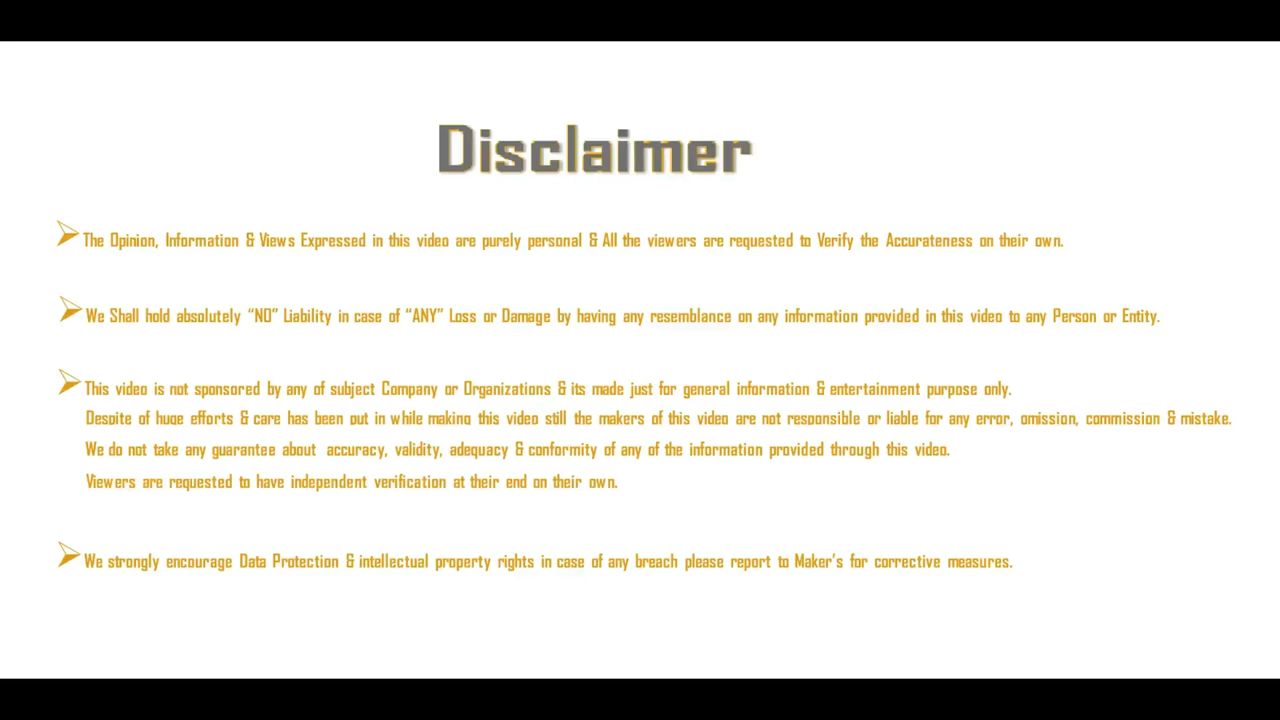 Disclaimer
The Opinion, Information & Views Expressed in this video are purely personal & All the viewers are requested to Verify the Accurateness on their own.
We Shall hold absolutely “NO” Liability in case of “ANY” Loss or Damage by having any resemblance on any information provided in this video to any Person or Entity.
This video is not sponsored by any of subject Company or Organizations & its made just for general information & entertainment purpose only.
Despite of huge efforts & care has been put in while making this video still the makers of this video are not responsible or liable for any error, omission, commission & mistake.
We do not take any guarantee about accuracy, validity, adequacy & conformity of any of the information provided through this video.
Viewers are requested to have independent verification at their end on their own.
We strongly encourage Data Protection & intellectual property rights in case of any breach please report to Maker’s for corrective measures.